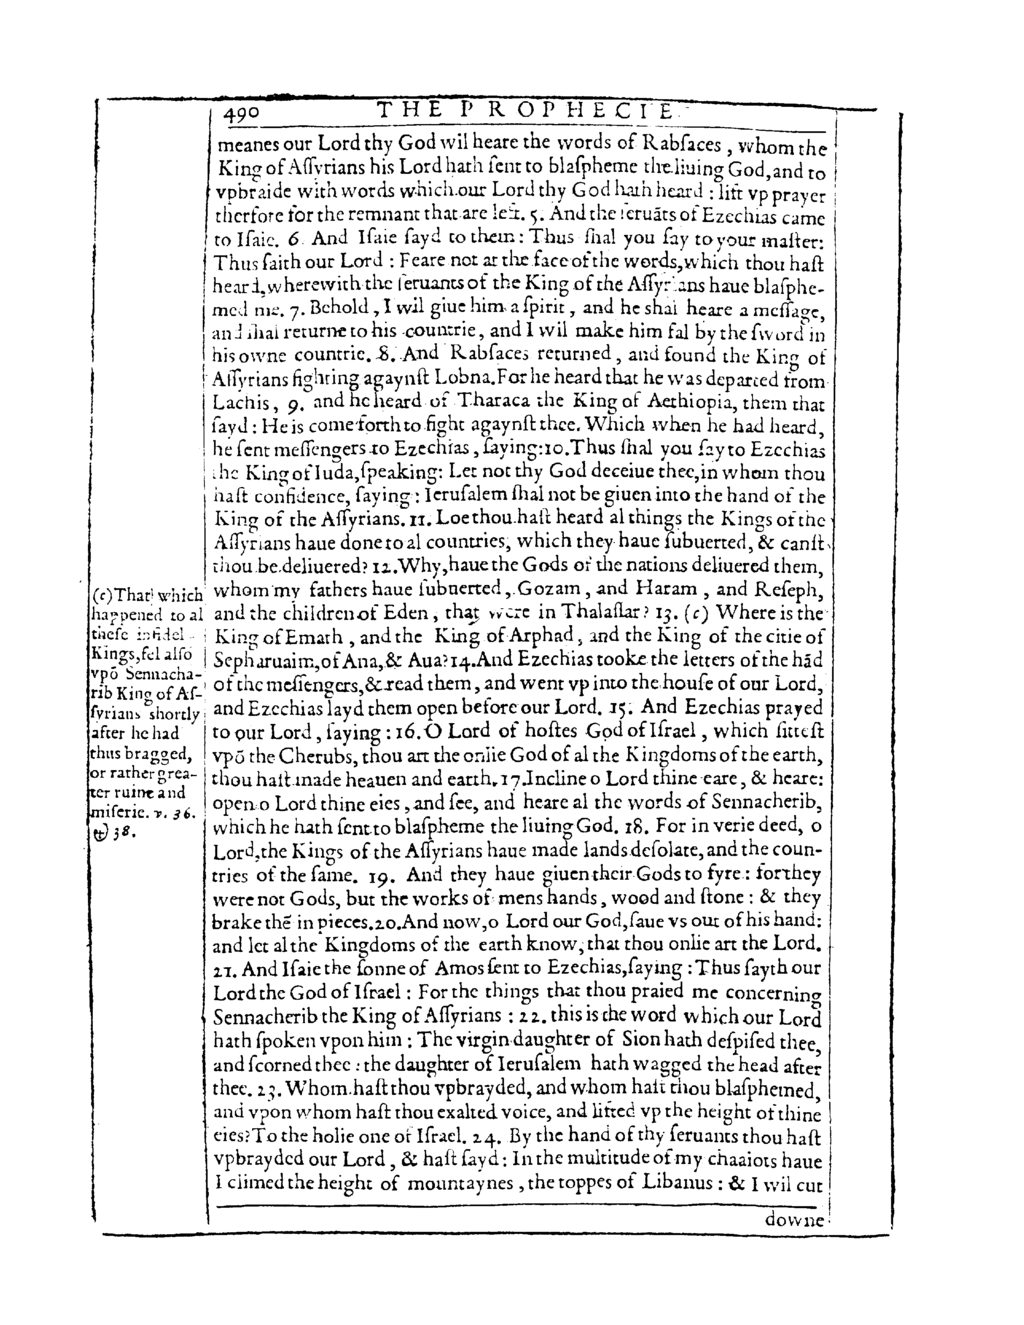 490 THE PROPHECIE
meanes our Lord thy God wil heare the words of Rabſaces, whom the
King of Aſſyrians his Lord hath ſent to blaſpheme the liuing God, and to
vpbraide with words which our Lord thy God hath heard : lift vp prayer
therfore for the remnant that are left. 5. And the ſeruãts of Ezechias came
to Iſaie. 6. And Iſaie ſayd to them : Thus ſhal you ſay to your maſter:
Thus ſaith our Lord : Feare not at the face of the words, which thou haſt
heard, wherewith the ſeruants of the King of the Aſſyrians haue blaſphe-
med me. 7. Behold, I wil giue him a ſpirit, and he shal heare a meſſage,
and shal returne to his countrie, and I wil make him fal by the ſword in
his owne countrie. 8. And Rabſaces returned, and found the King of
Aſſyrians fighting agaynſt Lobna. For he heard that he was departed from
Lachis, 9. and he heard of Tharaca the King of Aethiopia, them that
ſayd : He is come forth to fight agaynſt thee. Which when he had heard,
he ſent meſſengers to Ezechias, ſaying: 10. Thus ſhal you ſay to Ezechias
the King of Iuda, ſpeaking: Let not thy God deceiue thee, in whom thou
haſt confidence, ſaying : Ieruſalem ſhal not be giuen into the hand of the
King of the Aſſyrians. 11. Loe thou haſt heard al things the Kings of the
Aſſyrians haue done to al countries, which they haue ſubuerted, & canſt
thou be deliuered? 12. Why, haue the Gods of the nations deliuered them,
whom my fathers haue ſubuerted, Gozam, and Haram, and Reſeph,
and the children of Eden, that were in Thalaſſar? 13. (c) Where is the
King of Emath, and the King of Arphad, and the King of the citie of
Sepharuaim, of Ana, & Aua? 14. And Ezechias tooke the letters of the hãd
of the meſſengers, & read them, and went vp into the houſe of our Lord,
and Ezechias layd them open before our Lord. 15. And Ezechias prayed
to our Lord, ſaying : 16. O Lord of hoſtes God of Iſrael, which ſitteſt
vpõ the Cherubs, thou art the onlie God of al the Kingdoms of the earth,
thou haſt made heauen and earth. 17. Incline o Lord thine eare, & heare:
open o Lord thine eies, and ſee, and heare al the words of Sennacherib,
which he hath ſent to blaſpheme the liuing God. 18. For in verie deed, o
Lord, the Kings of the Aſſyrians haue made lands deſolate, and the coun-
tries of the ſame. 19. And they haue giuen their Gods to fyre : for they
were not Gods, but the works of mens hands, wood and ſtone : & they
brake thẽ in pieces. 20. And now, o Lord our God, ſaue vs out of his hand:
and let al the Kingdoms of the earth know, that thou onlie art the Lord.
21. And Iſaie the ſonne of Amos ſent to Ezechias, ſaying : Thus ſayth our
Lord the God of Iſrael : For the things that thou praied me concerning
Sennacherib the King of Aſſyrians : 22. this is the word which our Lord
hath ſpoken vpon him : The virgin daughter of Sion hath deſpiſed thee,
and ſcorned thee : the daughter of Ieruſalem hath wagged the head after
thee. 23. Whom haſt thou vpbrayded, and whom haſt thou blaſphemed,
and vpon whom haſt thou exalted voice, and lifted vp the height of thine
eies? To the holie one of Iſrael. 24. By the hand of thy ſeruants thou haſt
vpbrayded our Lord, & haſt ſayd : In the multitude of my chariots haue
I climed the height of mountaynes, the toppes of Libanus : & I wil cut
downe
(c) That which
happened to al
theſe infidel
Kings, fel alſo
vpõ Sennacha-
rib King of Aſ-
ſyrians shortly
after he had
thus bragged,
or rather grea-
ter ruine and
miſerie. v. 36.
& 38.